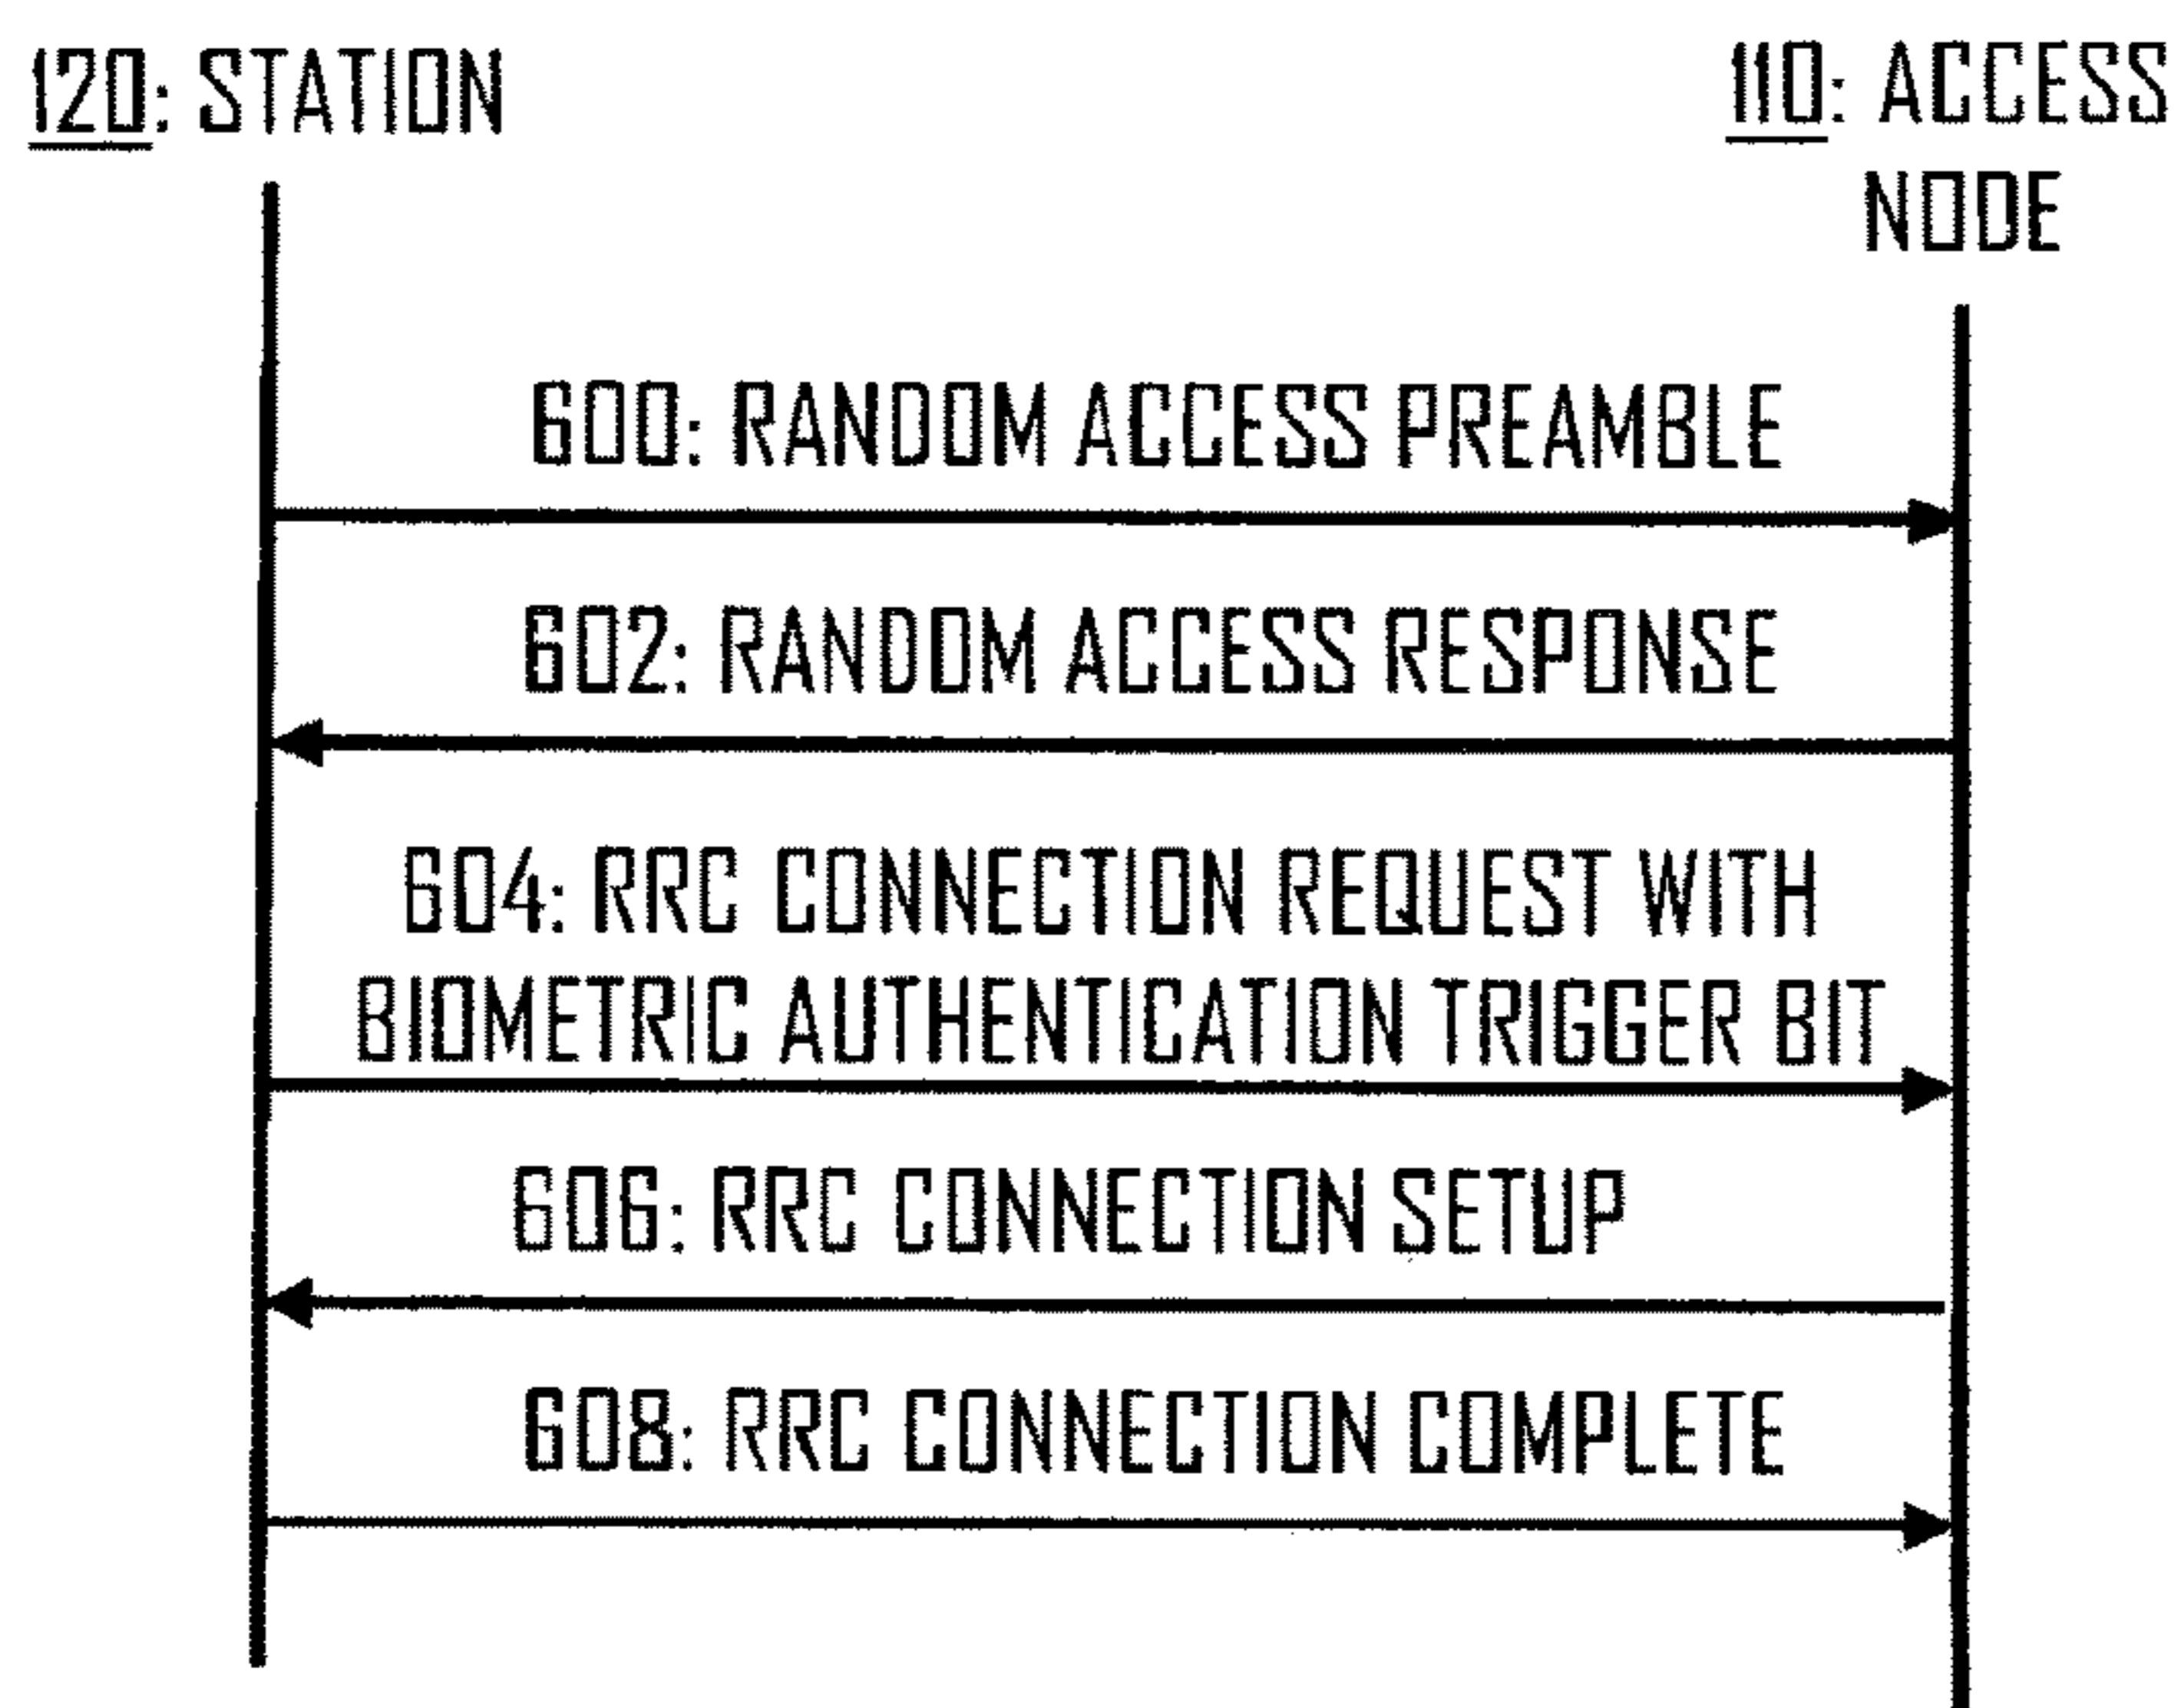 120: STATION
110: ACCESS
NODE
600: RANDOM ACCESS PREAMBLE
602: RANDOM ACCESS RESPONSE
604: RRC CONNECTION REQUEST WITH
BIOMETRIC AUTHENTICATION TRIGGER BIT
606: RRC CONNECTION SETUP
608: RRC CONNECTION COMPLETE